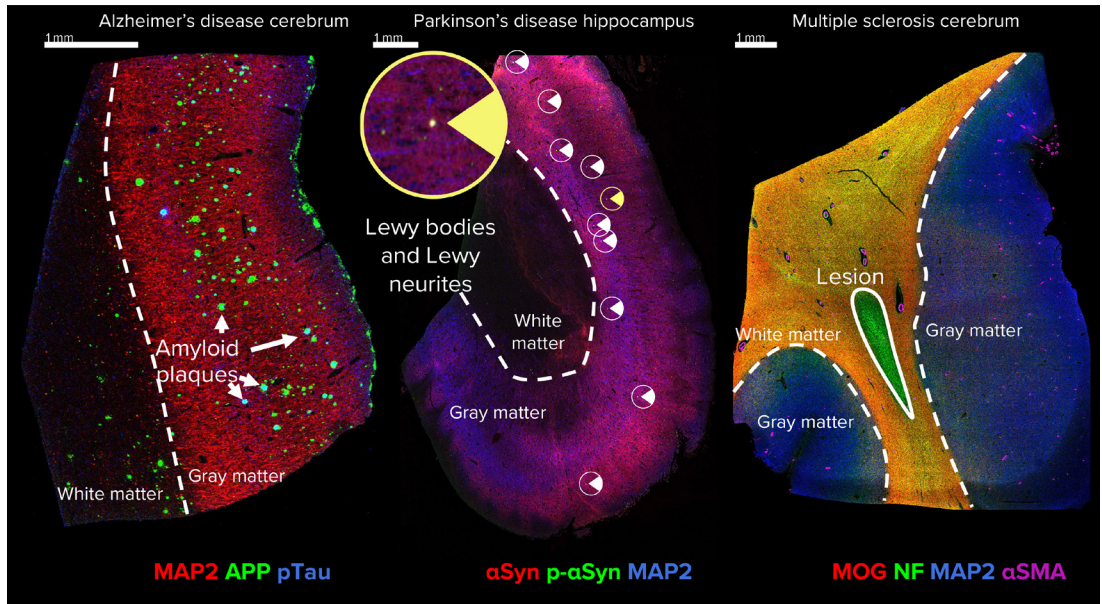 Alzheimer's disease cerebrum
1mm
Amyloid
plaques
White matter
Gray matter
MAP2 APP pTau
Parkinson's disease hippocampus
1mm
Lewy bodies
and Lewy
neurites
White
matter
Gray matter
αSyn p-αSyn MAP2
Multiple sclerosis cerebrum
1mm
Lesion
White matter
Gray matter
Gray matter
MOG NF MAP2 αSMA